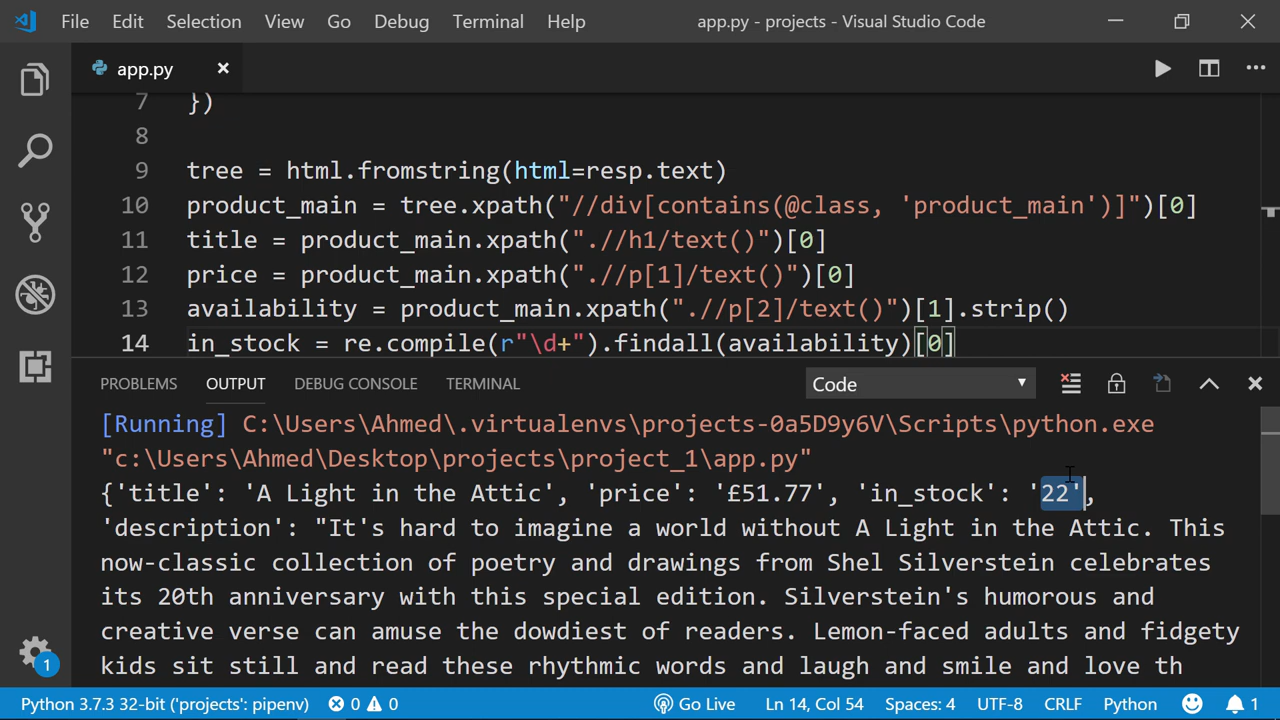 File Edit Selection View Go Debug Terminal Help app.py - projects - Visual Studio Code
app.py
7 })
8
9 tree = html.fromstring(html=resp.text)
10 product_main = tree.xpath("//div[contains(@class, 'product_main')]")[0]
11 title = product_main.xpath(".//h1/text()")[0]
12 price = product_main.xpath(".//p[1]/text()")[0]
13 availability = product_main.xpath(".//p[2]/text()")[1].strip()
14 in_stock = re.compile(r"\d+").findall(availability)[0]
PROBLEMS OUTPUT DEBUG CONSOLE TERMINAL Code
[Running] C:\Users\Ahmed\.virtualenvs\projects-0a5D9y6V\Scripts\python.exe
"c:\Users\Ahmed\Desktop\projects\project_1\app.py"
{'title': 'A Light in the Attic', 'price': '£51.77', 'in_stock': '22',
'description': "It's hard to imagine a world without A Light in the Attic. This
now-classic collection of poetry and drawings from Shel Silverstein celebrates
its 20th anniversary with this special edition. Silverstein's humorous and
creative verse can amuse the dowdiest of readers. Lemon-faced adults and fidgety
kids sit still and read these rhythmic words and laugh and smile and love th
1
Python 3.7.3 32-bit ('projects': pipenv) 0 0 Go Live Ln 14, Col 54 Spaces: 4 UTF-8 CRLF Python 1